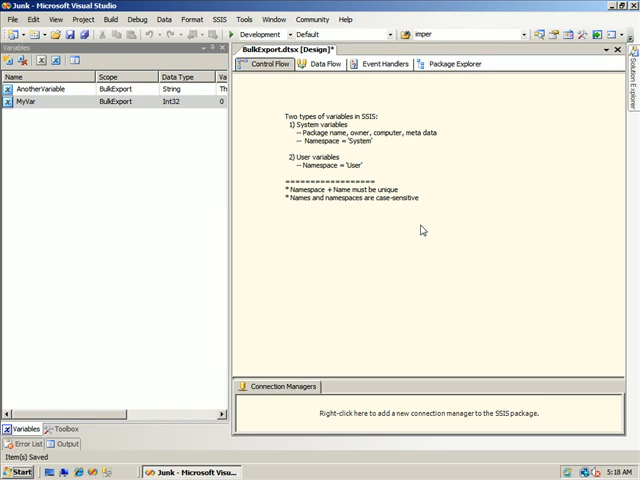 Junk - Microsoft Visual Studio
File Edit View Project Build Debug Data Format SSIS Tools Window Community Help
Development Default imper
Variables
Name Scope Data Type Va
AnotherVariable BulkExport String Th
MyVar BulkExport Int32 0
BulkExport.dtsx [Design]*
Control Flow Data Flow Event Handlers Package Explorer
Solution Explorer
Two types of variables in SSIS:
1) System variables
-- Package name, owner, computer, meta data
-- Namespace = 'System'
2) User variables
-- Namespace = 'User'
==================
* Namespace + Name must be unique
* Names and namespaces are case-sensitive
Connection Managers
Right-click here to add a new connection manager to the SSIS package.
Variables Toolbox
Error List Output
Item(s) Saved
Start Junk - Microsoft Visu... 5:18 AM